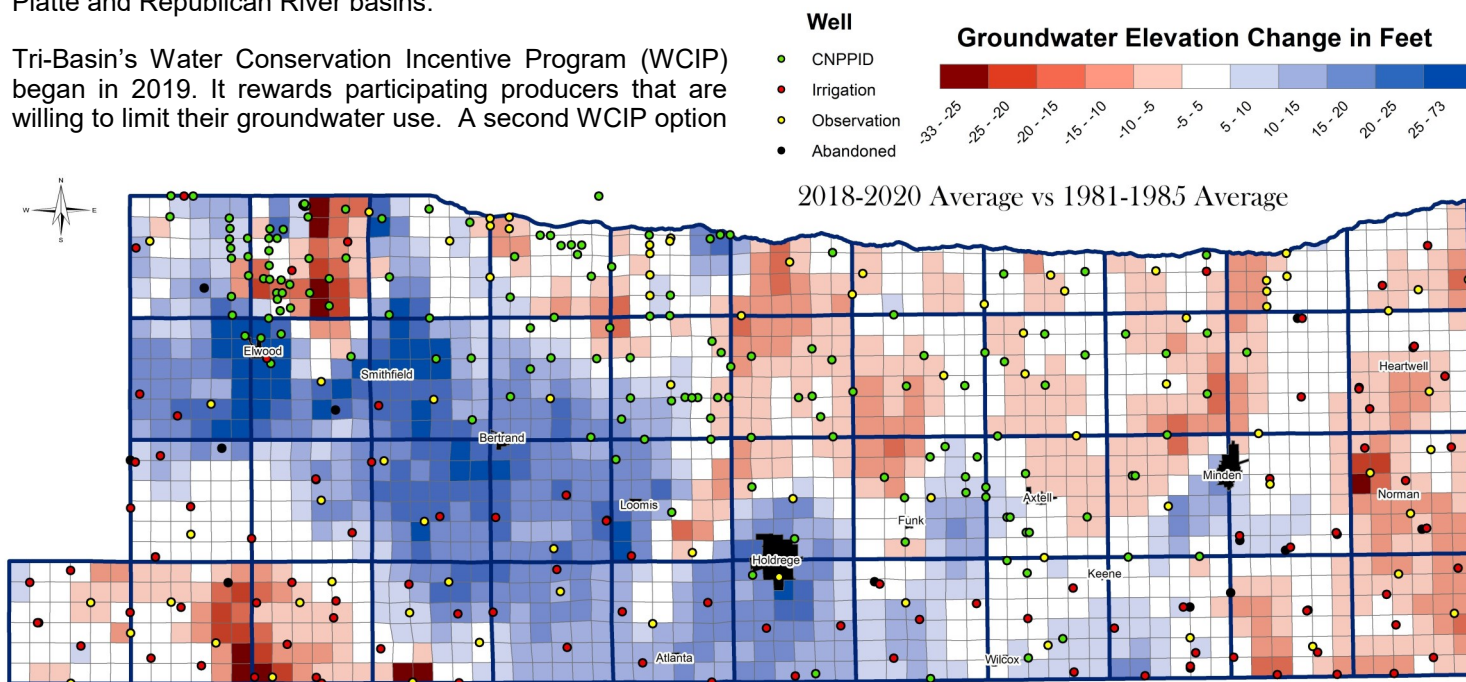 Platte and Republican River basins.
Tri-Basin's Water Conservation Incentive Program (WCIP)
began in 2019. It rewards participating producers that are
willing to limit their groundwater use. A second WCIP option
Well
CNPPID
Irrigation
Observation
Abandoned
Groundwater Elevation Change in Feet
-33 - -25
-25 - -20
-20 - -15
-15 - -10
-10 - -5
-5 - 5
5 - 10
10 - 15
15 - 20
20 - 25
25 - 73
2018-2020 Average vs 1981-1985 Average
N
W E
S
Elwood
Smithfield
Heartwell
Bertrand
Minden
Loomis
Axtell
Norman
Funk
Holdrege
Keene
Atlanta
Wilcox